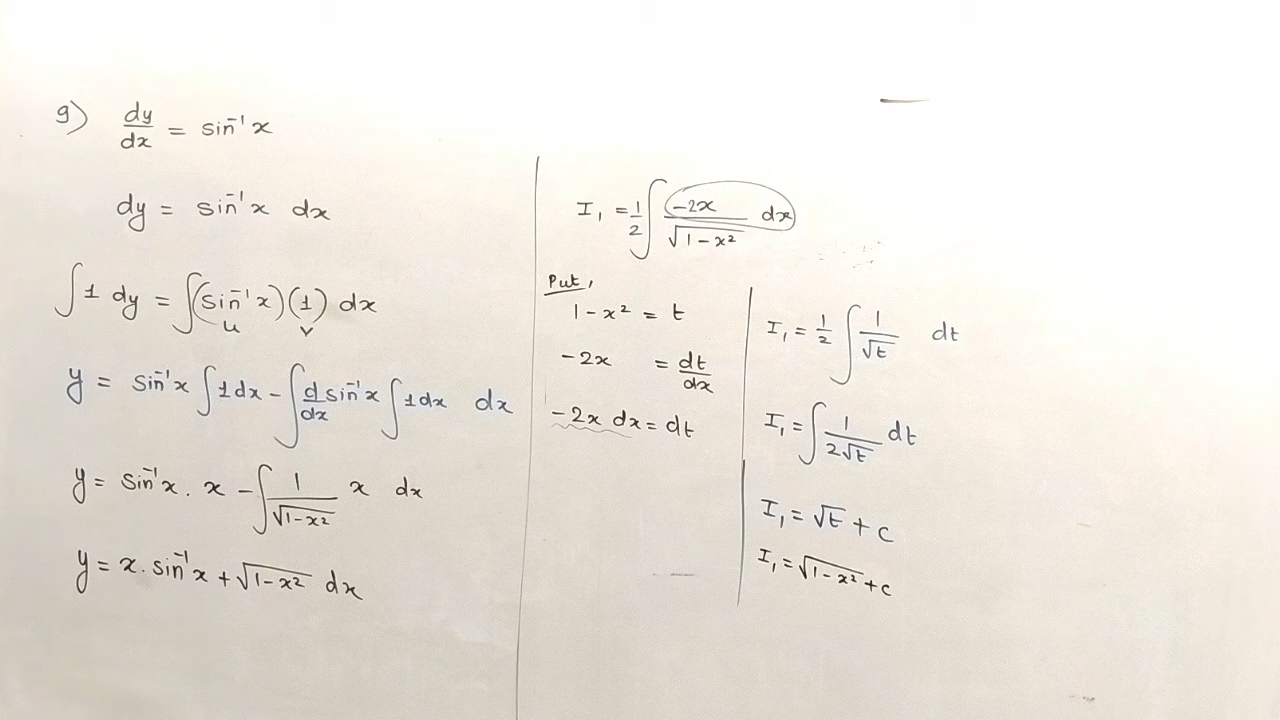 9) dy/dx = sin⁻¹x
dy = sin⁻¹x dx
∫1 dy = ∫(sin⁻¹x)(1) dx
u v
y = sin⁻¹x ∫1dx - ∫ d/dx sin⁻¹x ∫1dx dx
y = sin⁻¹x . x - ∫ 1/√(1-x²) x dx
y = x. sin⁻¹x + √(1-x²) dx
I₁ = 1/2 ∫ -2x/√(1-x²) dx
Put,
1-x² = t
-2x = dt/dx
-2x dx = dt
I₁ = 1/2 ∫ 1/√t dt
I₁ = ∫ 1/(2√t) dt
I₁ = √t + c
I₁ = √(1-x²) + c